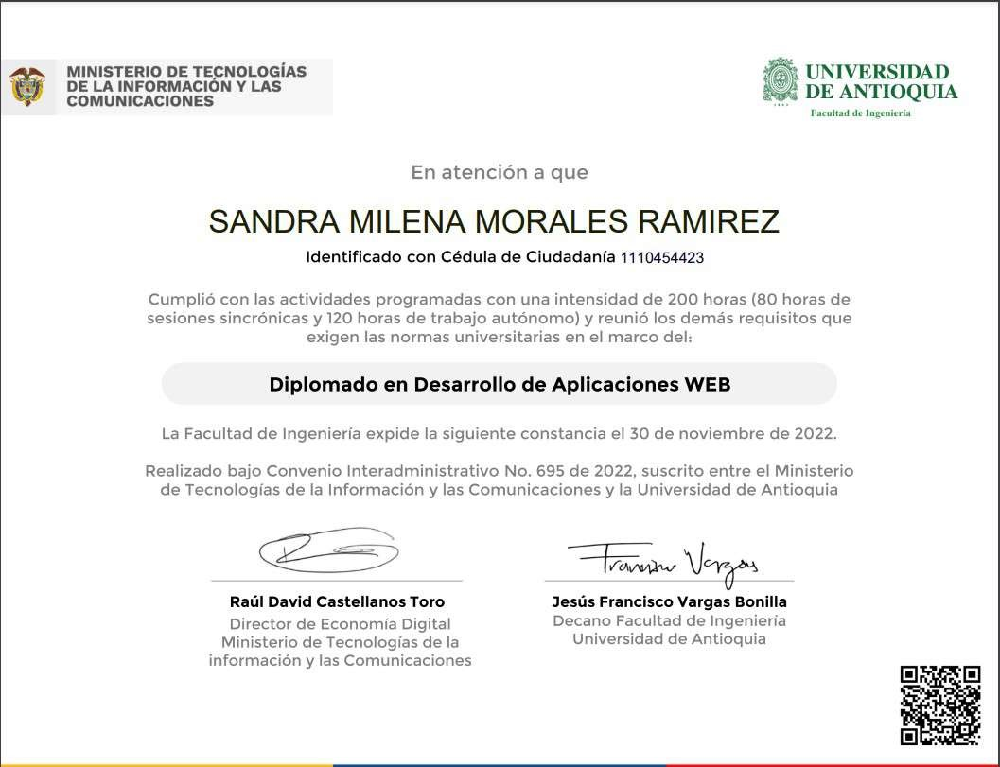 MINISTERIO DE TECNOLOGÍAS
DE LA INFORMACIÓN Y LAS
COMUNICACIONES
UNIVERSIDAD
DE ANTIOQUIA
Facultad de Ingeniería
En atención a que
SANDRA MILENA MORALES RAMIREZ
Identificado con Cédula de Ciudadanía 1110454423
Cumplió con las actividades programadas con una intensidad de 200 horas (80 horas de
sesiones sincrónicas y 120 horas de trabajo autónomo) y reunió los demás requisitos que
exigen las normas universitarias en el marco del:
Diplomado en Desarrollo de Aplicaciones WEB
La Facultad de Ingeniería expide la siguiente constancia el 30 de noviembre de 2022.
Realizado bajo Convenio Interadministrativo No. 695 de 2022, suscrito entre el Ministerio
de Tecnologías de la Información y las Comunicaciones y la Universidad de Antioquia
Francisco Vargas
Raúl David Castellanos Toro
Director de Economía Digital
Ministerio de Tecnologías de la
información y las Comunicaciones
Jesús Francisco Vargas Bonilla
Decano Facultad de Ingeniería
Universidad de Antioquia